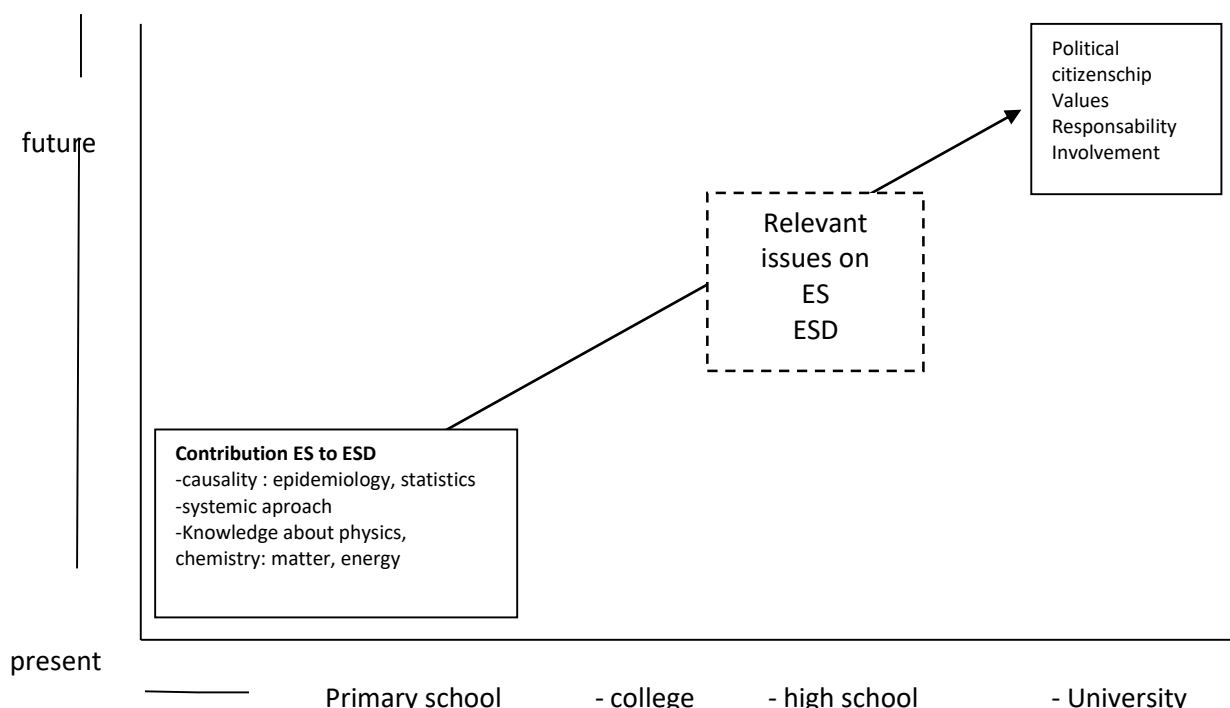 Political
citizenschip
Values
Responsability
Involvement
future
Relevant
issues on
ES
ESD
Contribution ES to ESD
-causality : epidemiology, statistics
-systemic aproach
-Knowledge about physics,
chemistry: matter, energy
present
Primary school - college - high school - University